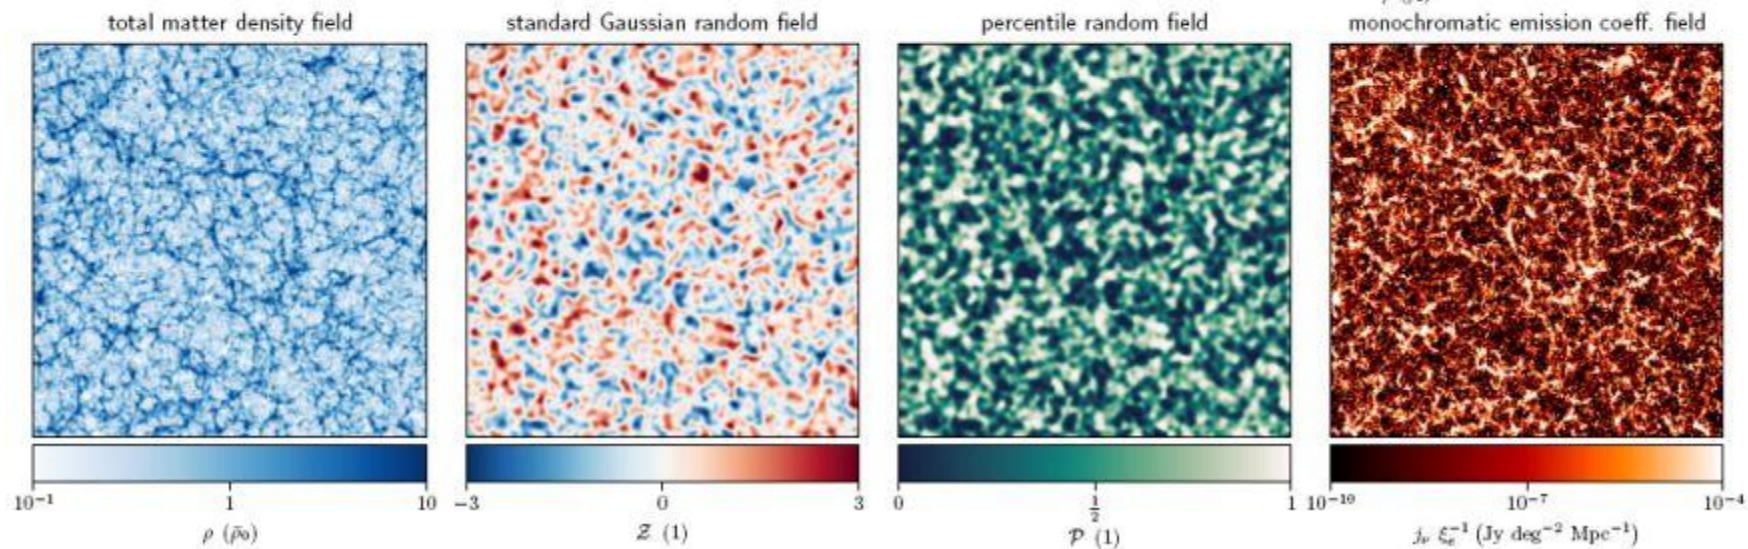 total matter density field
standard Gaussian random field
percentile random field
monochromatic emission coeff. field
10⁻¹ 1 10
ρ (ρ̄₀)
−3 0 3
𝒵 (1)
0 1/2 1
𝒫 (1)
10⁻¹⁰ 10⁻⁷ 10⁻⁴
jᵥ ξₑ⁻¹ (Jy deg⁻² Mpc⁻¹)